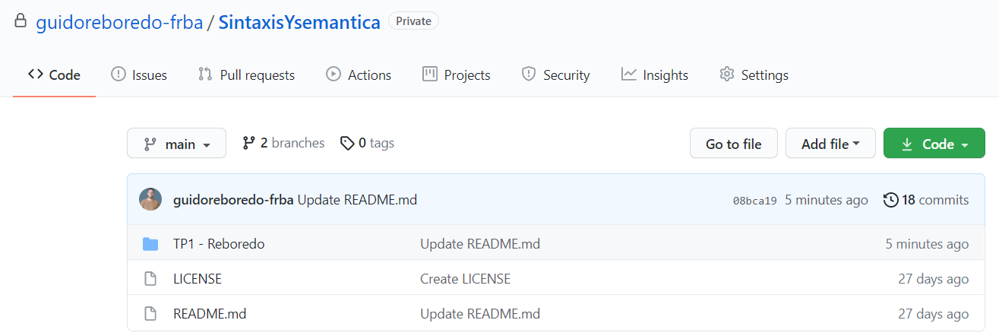 guidoreboredo-frba / SintaxisYsemantica Private
Code Issues Pull requests Actions Projects Security Insights Settings
main 2 branches 0 tags Go to file Add file Code
guidoreboredo-frba Update README.md 08bca19 5 minutes ago 18 commits
TP1 - Reboredo Update README.md 5 minutes ago
LICENSE Create LICENSE 27 days ago
README.md Update README.md 27 days ago